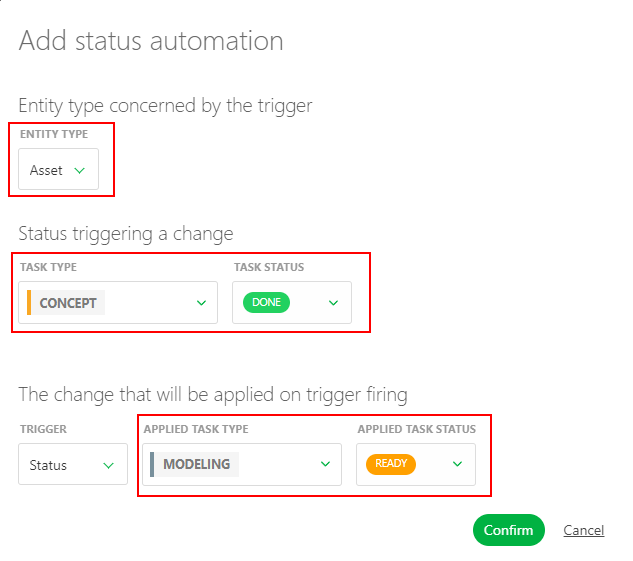 Add status automation
Entity type concerned by the trigger
ENTITY TYPE
Asset
Status triggering a change
TASK TYPE TASK STATUS
CONCEPT DONE
The change that will be applied on trigger firing
TRIGGER APPLIED TASK TYPE APPLIED TASK STATUS
Status MODELING READY
Confirm Cancel